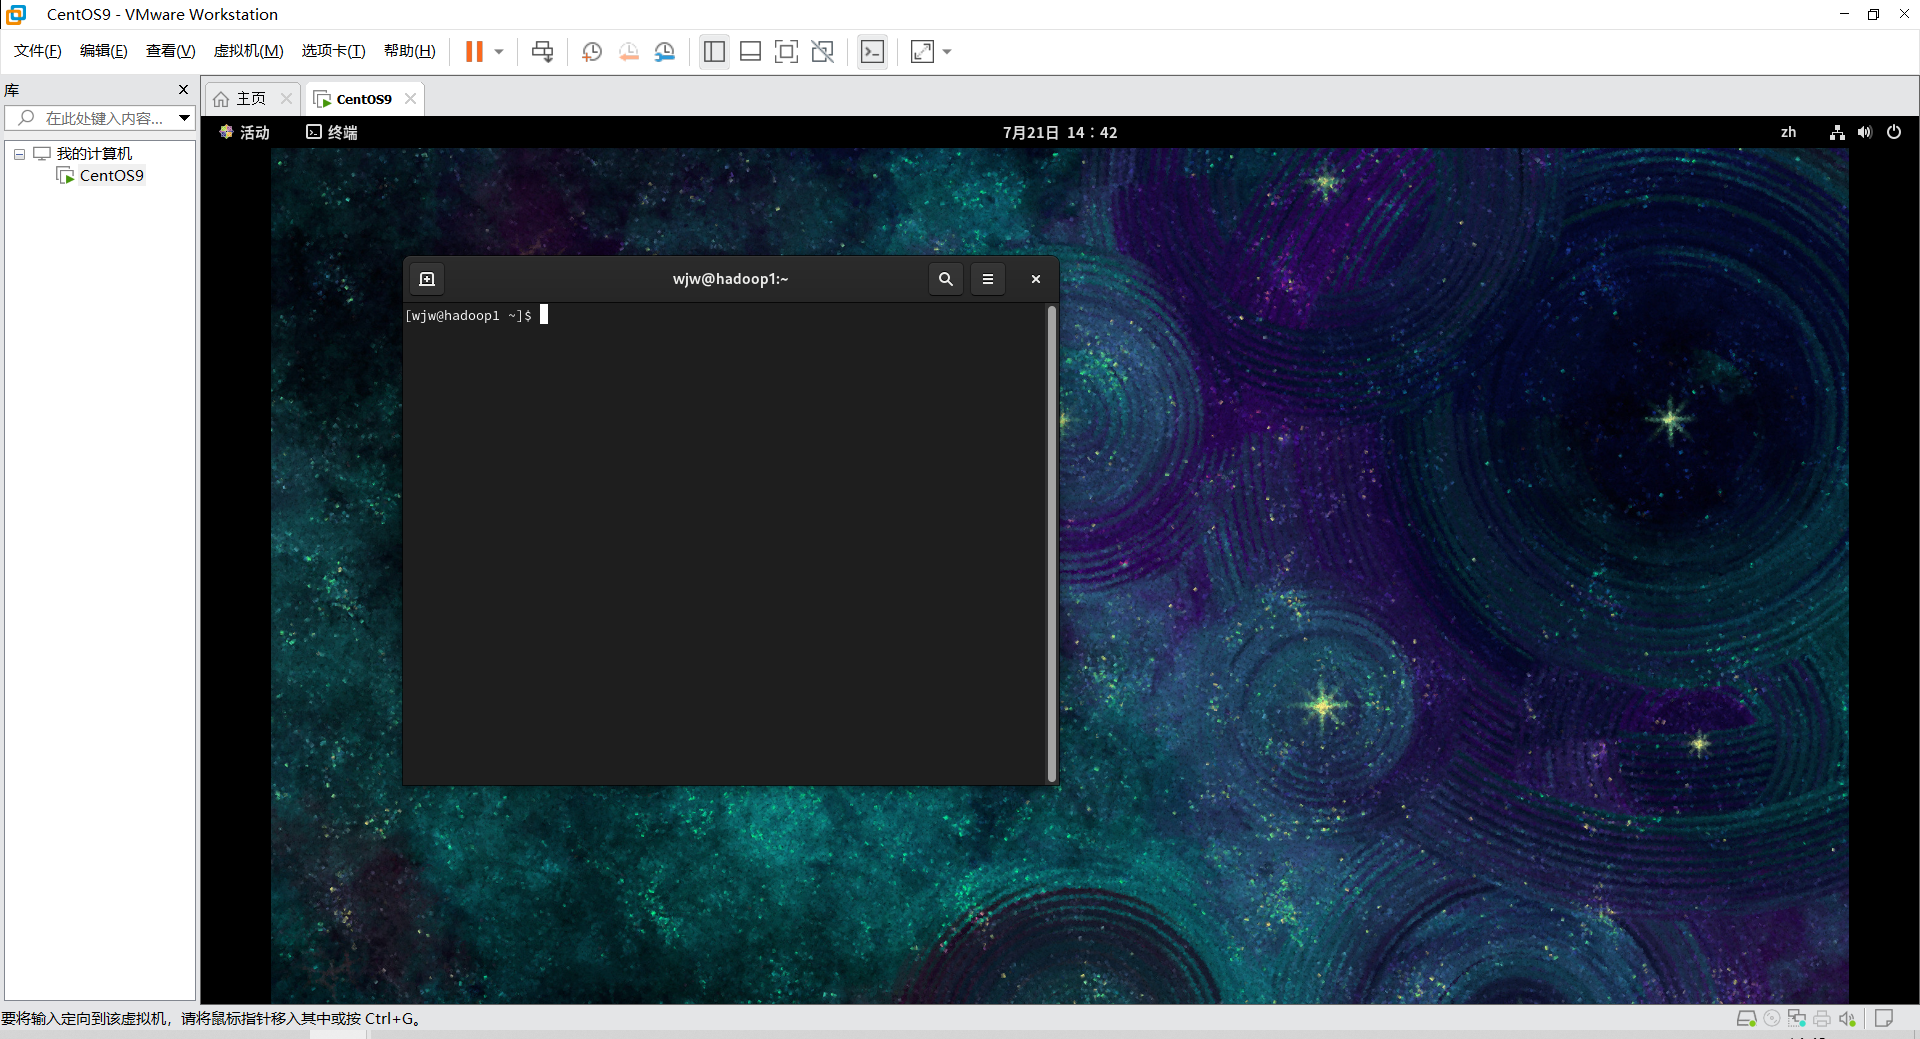 CentOS9 - VMware Workstation
文件(F) 编辑(E) 查看(V) 虚拟机(M) 选项卡(T) 帮助(H)
库
在此处键入内容...
我的计算机
CentOS9
主页
CentOS9
活动
终端
7月21日 14：42
zh
wjw@hadoop1:~
[wjw@hadoop1 ~]$
要将输入定向到该虚拟机，请将鼠标指针移入其中或按 Ctrl+G。